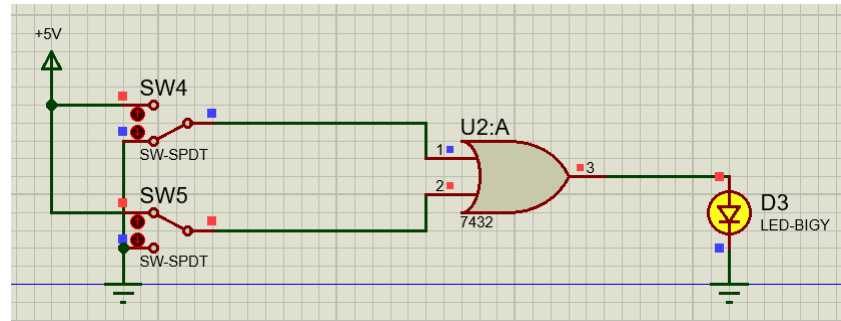 +5V
SW4
SW-SPDT
SW5
SW-SPDT
U2:A
1
2
3
7432
D3
LED-BIGY